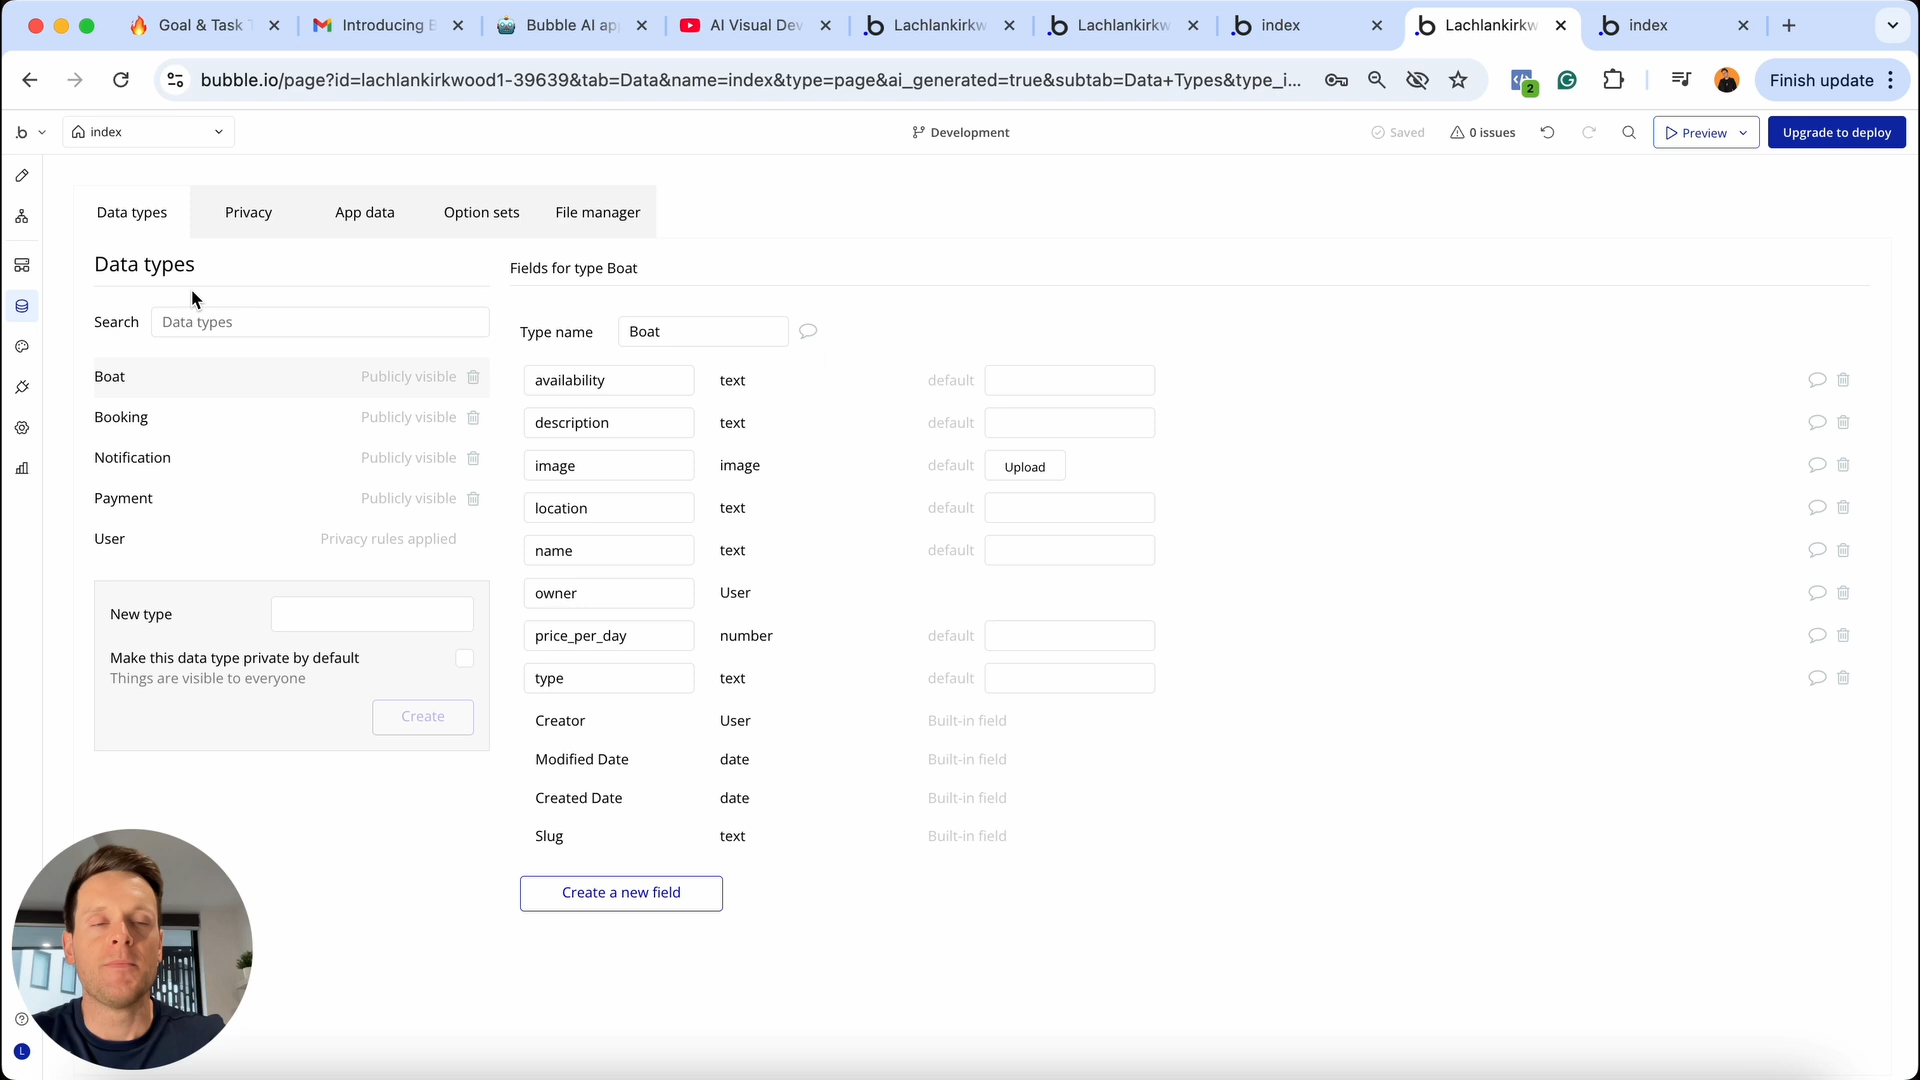 Goal & Task T
Introducing B
Bubble AI ap
AI Visual Dev
Lachlankirkw
Lachlankirkw
index
Lachlankirkw
index
bubble.io/page?id=lachlankirkwood1-39639&tab=Data&name=index&type=page&ai_generated=true&subtab=Data+Types&type_i...
2
Finish update
.b
index
Development
Saved
0 issues
Preview
Upgrade to deploy
Data types
Privacy
App data
Option sets
File manager
Data types
Search
Data types
Boat
Publicly visible
Booking
Publicly visible
Notification
Publicly visible
Payment
Publicly visible
User
Privacy rules applied
New type
Make this data type private by default
Things are visible to everyone
Create
Fields for type Boat
Type name
Boat
availability
text
default
description
text
default
image
image
default
Upload
location
text
default
name
text
default
owner
User
price_per_day
number
default
type
text
default
Creator
User
Built-in field
Modified Date
date
Built-in field
Created Date
date
Built-in field
Slug
text
Built-in field
Create a new field
L